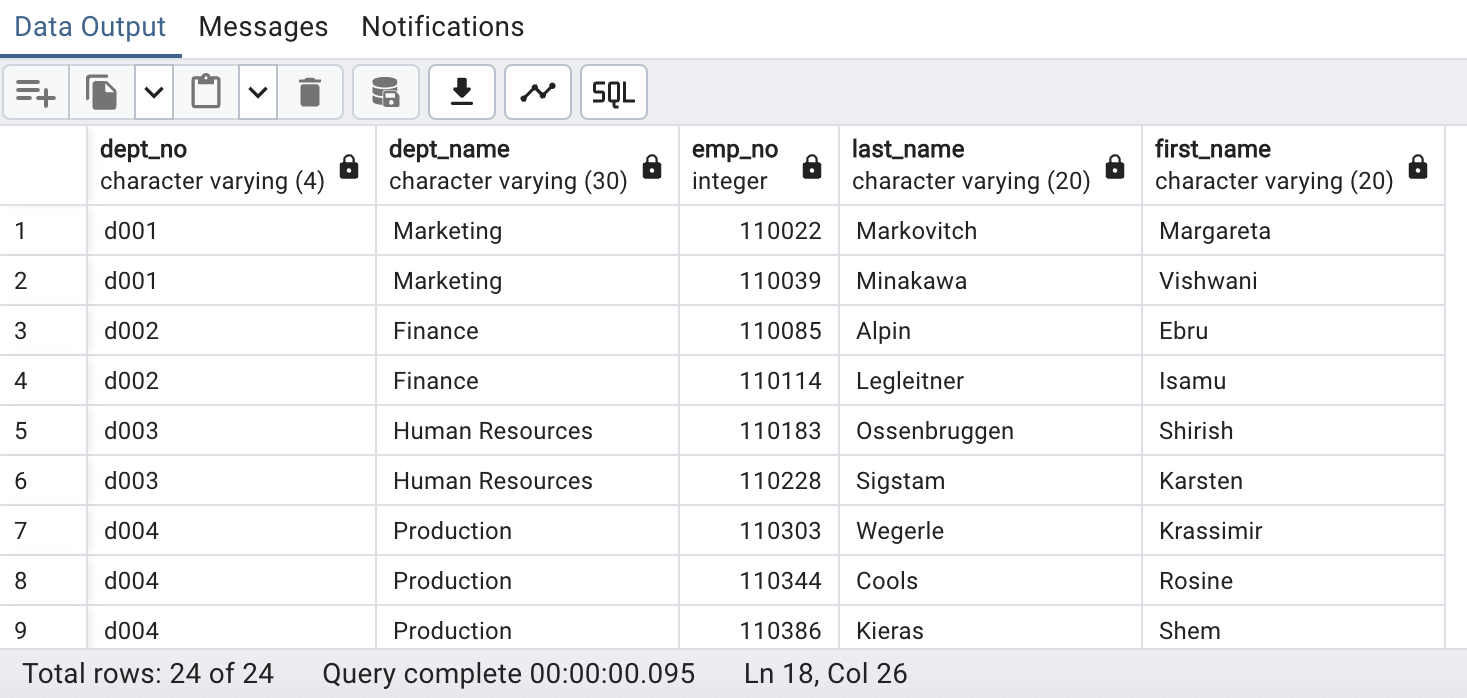 Data Output Messages Notifications
SQL
dept_no dept_name emp_no last_name first_name
character varying (4) character varying (30) integer character varying (20) character varying (20)
1 d001 Marketing 110022 Markovitch Margareta
2 d001 Marketing 110039 Minakawa Vishwani
3 d002 Finance 110085 Alpin Ebru
4 d002 Finance 110114 Legleitner Isamu
5 d003 Human Resources 110183 Ossenbruggen Shirish
6 d003 Human Resources 110228 Sigstam Karsten
7 d004 Production 110303 Wegerle Krassimir
8 d004 Production 110344 Cools Rosine
9 d004 Production 110386 Kieras Shem
Total rows: 24 of 24 Query complete 00:00:00.095 Ln 18, Col 26